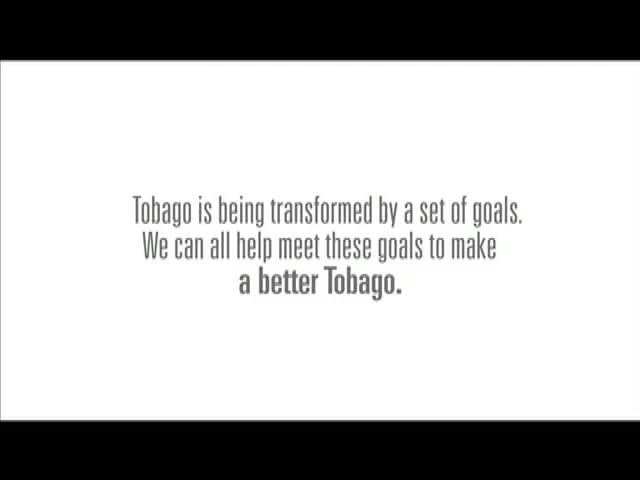 Tobago is being transformed by a set of goals.
We can all help meet these goals to make
a better Tobago.